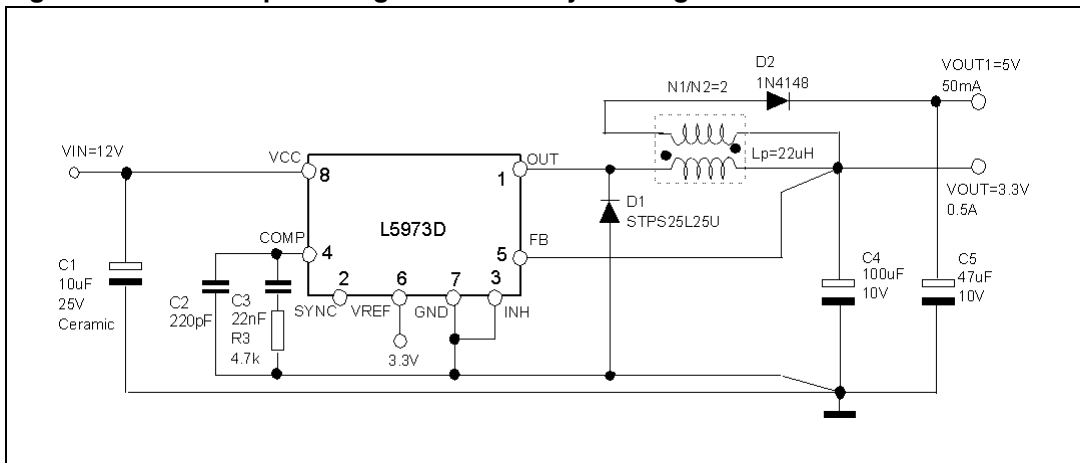 D2
1N4148
VOUT1=5V
50mA
N1/N2=2
Lp=22uH
VIN=12V
VCC
8
OUT
1
VOUT=3.3V
0.5A
L5973D
D1
STPS25L25U
COMP
4
FB
5
2
6
7
3
SYNC
VREF
GND
INH
3.3V
C1
10uF
25V
Ceramic
C2
220pF
C3
22nF
R3
4.7k
C4
100uF
10V
C5
47uF
10V